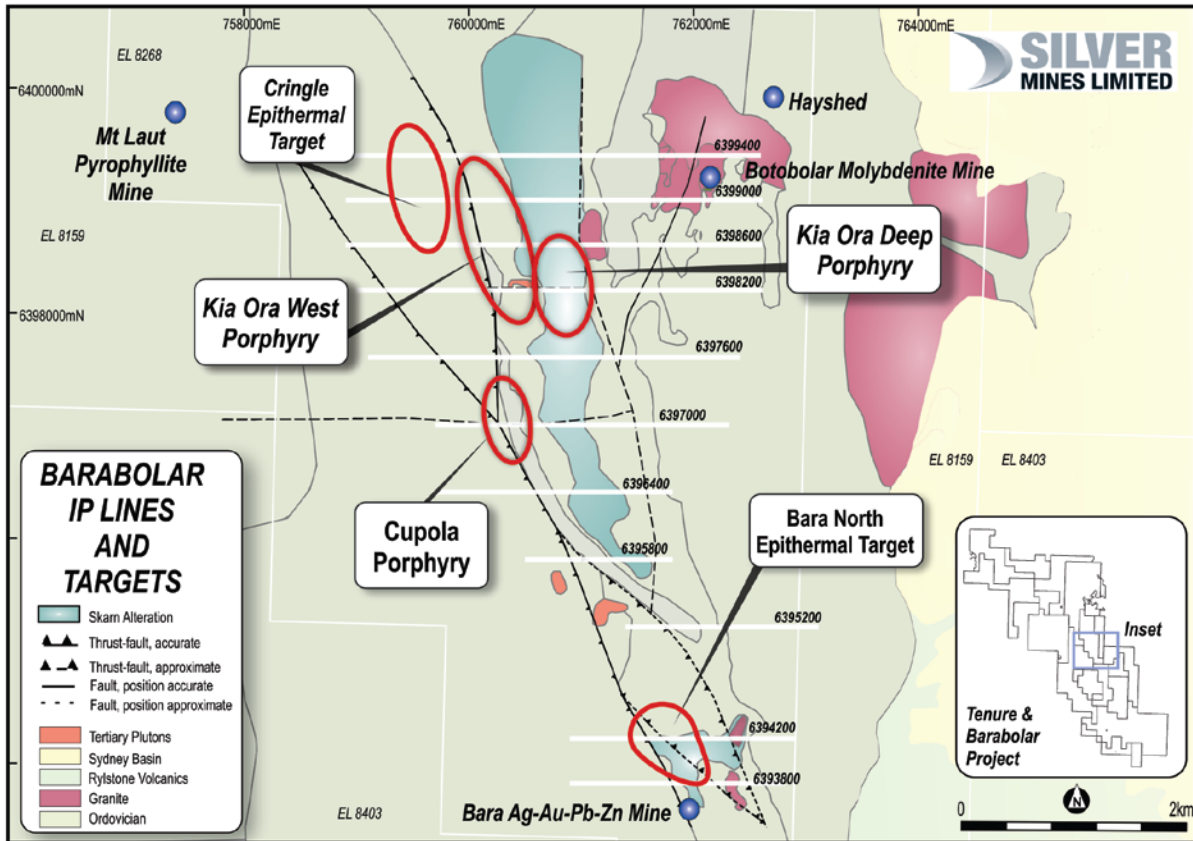 758000mE
760000mE
762000mE
764000mE
EL 8268
SILVER
MINES LIMITED
6400000mN
Cringle
Epithermal
Target
Hayshed
Mt Laut
Pyrophyllite
Mine
6399400
Botobolar Molybdenite Mine
6399000
EL 8159
6398600
Kia Ora Deep
Porphyry
6398200
Kia Ora West
Porphyry
6398000mN
6397600
6397000
EL 8159
EL 8403
6396400
Cupola
Porphyry
Bara North
Epithermal Target
6395800
6395200
6394200
6393800
Bara Ag-Au-Pb-Zn Mine
EL 8403
BARABOLAR
IP LINES
AND
TARGETS
Skarn Alteration
Thrust-fault, accurate
Thrust-fault, approximate
Fault, position accurate
Fault, position approximate
Tertiary Plutons
Sydney Basin
Rylstone Volcanics
Granite
Ordovician
Inset
Tenure &
Barabolar
Project
N
0
2km